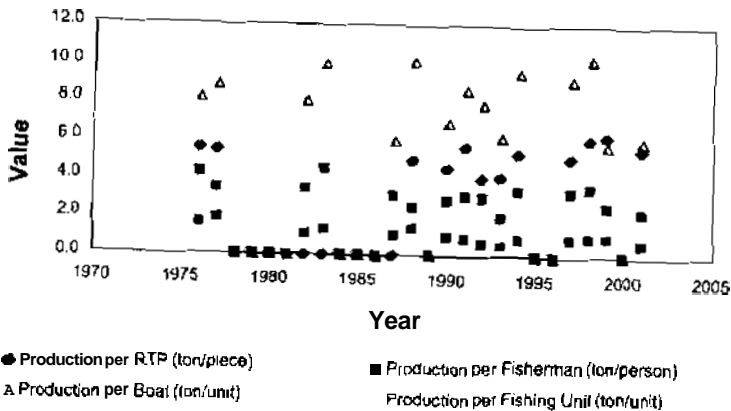 12.0
10.0
8.0
6.0
4.0
2.0
0.0
Value
1970 1975 1980 1985 1990 1995 2000 2005
Year
Production per RTP (ton/piece)
Production per Fisherman (ton/person)
Production per Boat (ton/unit)
Production per Fishing Unit (ton/unit)